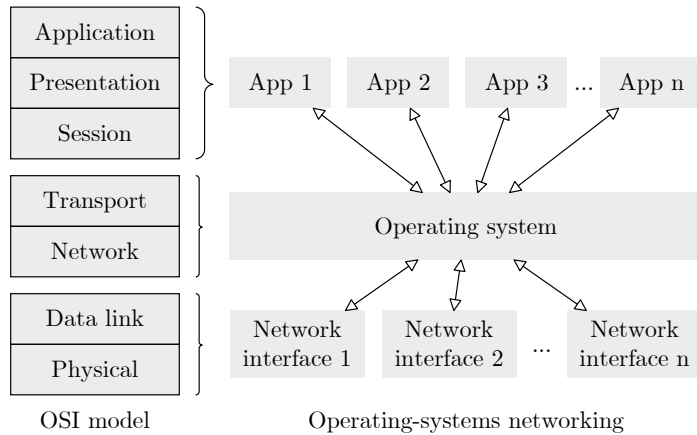 Application
Presentation
Session
App 1
App 2
App 3
...
App n
Transport
Network
Operating system
Data link
Physical
Network
interface 1
Network
interface 2
...
Network
interface n
OSI model
Operating-systems networking